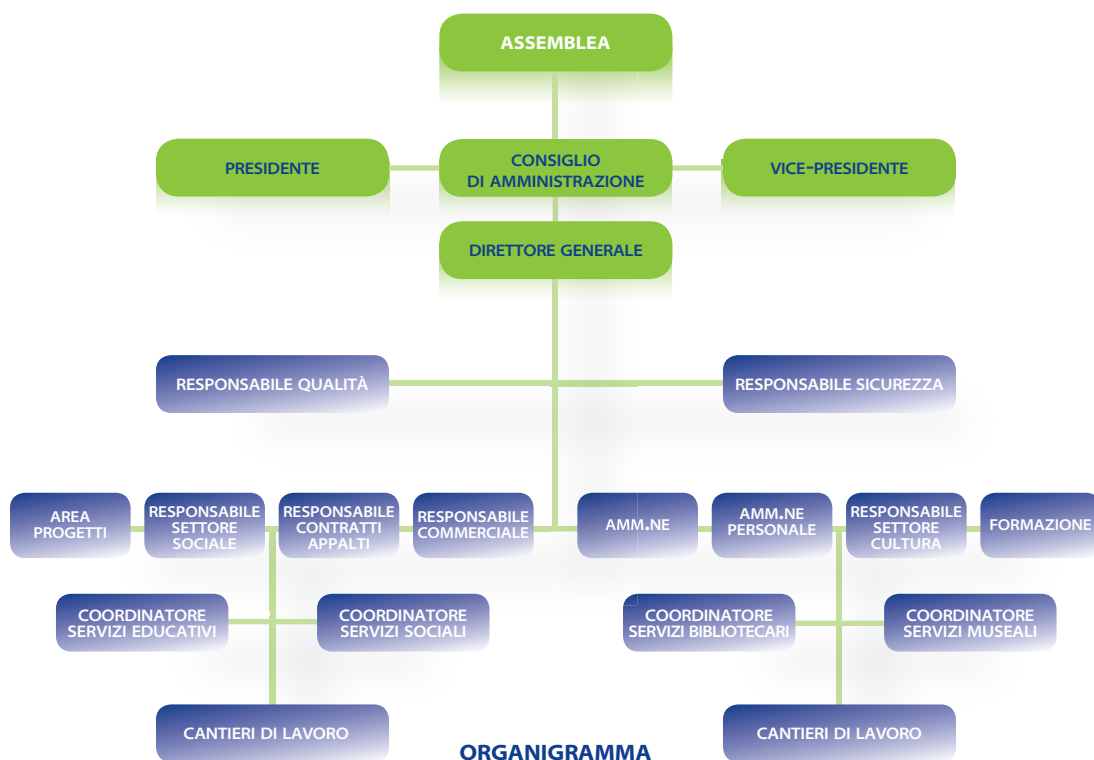 ASSEMBLEA
PRESIDENTE
CONSIGLIO
DI AMMINISTRAZIONE
VICE-PRESIDENTE
DIRETTORE GENERALE
RESPONSABILE QUALITÀ
RESPONSABILE SICUREZZA
AREA
PROGETTI
RESPONSABILE
SETTORE
SOCIALE
RESPONSABILE
CONTRATTI
APPALTI
RESPONSABILE
COMMERCIALE
AMM.NE
AMM.NE
PERSONALE
RESPONSABILE
SETTORE
CULTURA
FORMAZIONE
COORDINATORE
SERVIZI EDUCATIVI
COORDINATORE
SERVIZI SOCIALI
COORDINATORE
SERVIZI BIBLIOTECARI
COORDINATORE
SERVIZI MUSEALI
CANTIERI DI LAVORO
CANTIERI DI LAVORO
ORGANIGRAMMA